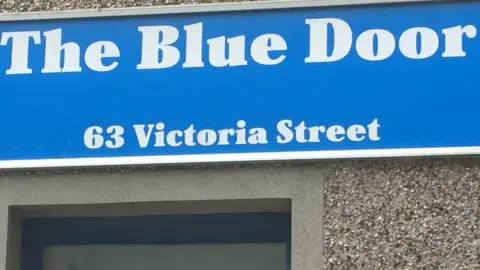 The Blue Door
63 Victoria Street